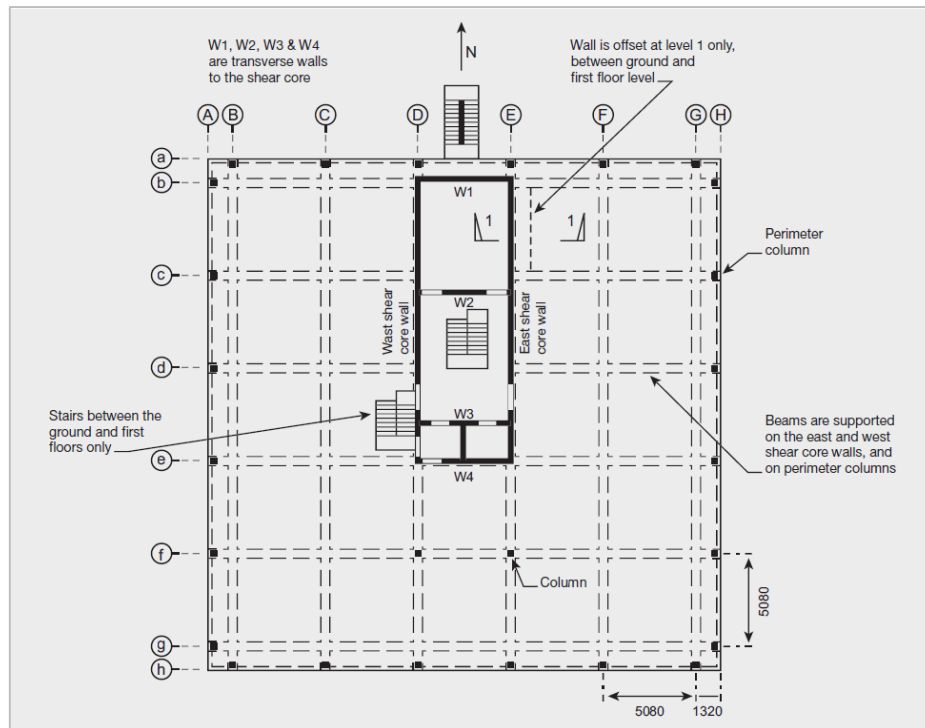 W1, W2, W3 & W4
are transverse walls
to the shear core
N
Wall is offset at level 1 only,
between ground and
first floor level
A
B
C
D
E
F
G
H
a
b
c
d
e
f
g
h
W1
1
1
Perimeter
column
W2
Wast shear
core wall
East shear
core wall
W3
Stairs between the
ground and first
floors only
W4
Beams are supported
on the east and west
shear core walls, and
on perimeter columns
Column
5080
5080
1320